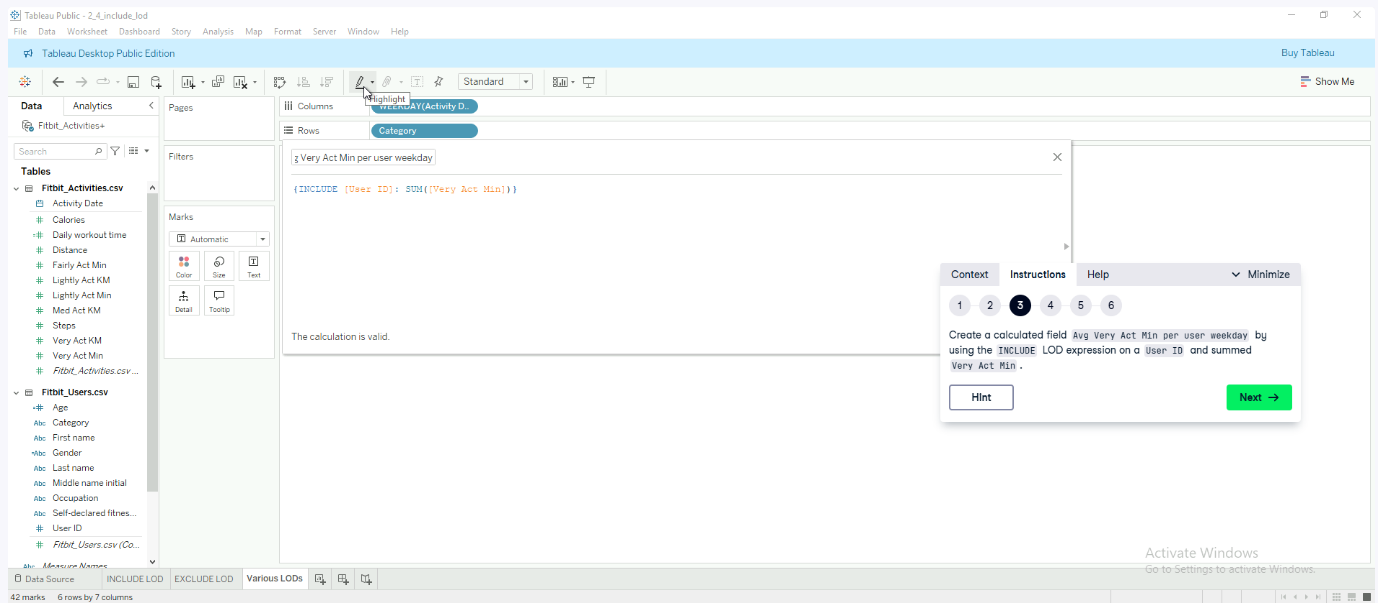 Tableau Public - 2_4_include_lod
File Data Worksheet Dashboard Story Analysis Map Format Server Window Help
Tableau Desktop Public Edition Buy Tableau
Standard Show Me
Highlight
Data Analytics
Fitbit_Activities+
Search
Tables
Fitbit_Activities.csv
Activity Date
Calories
Daily workout time
Distance
Fairly Act Min
Lightly Act KM
Lightly Act Min
Med Act KM
Steps
Very Act KM
Very Act Min
Fitbit_Activities.csv ...
Fitbit_Users.csv
Age
Abc Category
Abc First name
Abc Gender
Abc Last name
Abc Middle name initial
Abc Occupation
Abc Self-declared fitnes...
User ID
Fitbit_Users.csv (Co...
Abc Measure Names
Pages
Filters
Marks
Automatic
Color Size Text
Detail Tooltip
Columns WEEKDAY(Activity D..
Rows Category
g Very Act Min per user weekday
{INCLUDE [User ID]: SUM([Very Act Min])}
The calculation is valid.
Context Instructions Help Minimize
1 2 3 4 5 6
Create a calculated field Avg Very Act Min per user weekday by
using the INCLUDE LOD expression on a User ID and summed
Very Act Min .
Hint Next →
Activate Windows
Go to Settings to activate Windows.
Data Source INCLUDE LOD EXCLUDE LOD Various LODs
42 marks 6 rows by 7 columns